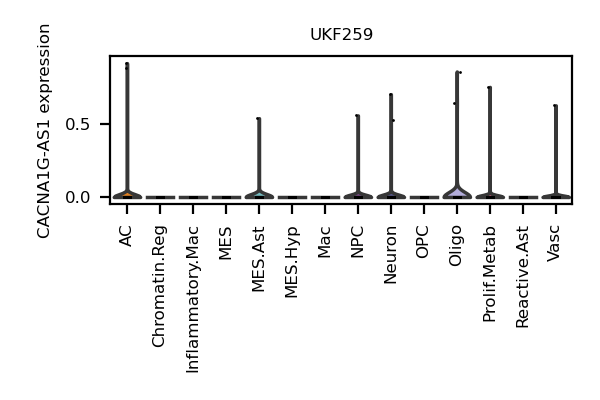 UKF259
CACNA1G-AS1 expression
0.5
0.0
AC
Chromatin.Reg
Inflammatory.Mac
MES
MES.Ast
MES.Hyp
Mac
NPC
Neuron
OPC
Oligo
Prolif.Metab
Reactive.Ast
Vasc